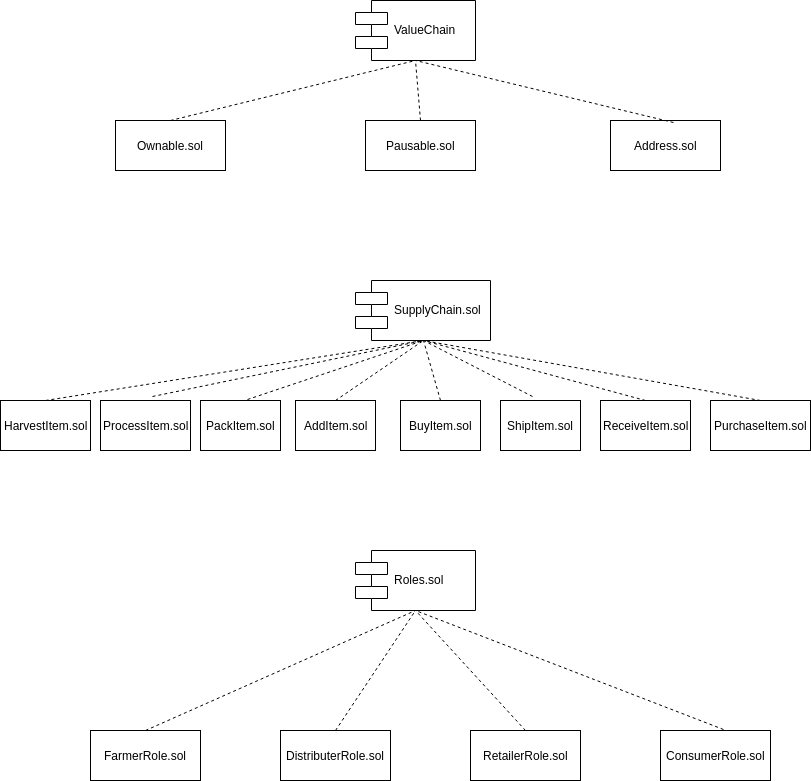 ValueChain
Ownable.sol
Pausable.sol
Address.sol
SupplyChain.sol
HarvestItem.sol
ProcessItem.sol
PackItem.sol
AddItem.sol
BuyItem.sol
ShipItem.sol
ReceiveItem.sol
PurchaseItem.sol
Roles.sol
FarmerRole.sol
DistributerRole.sol
RetailerRole.sol
ConsumerRole.sol